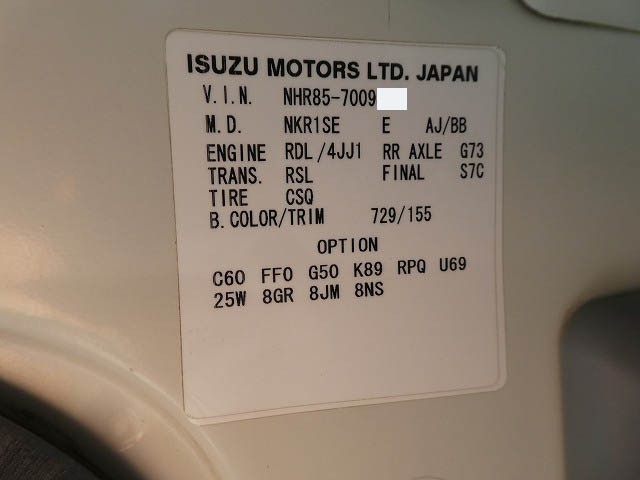 ISUZU MOTORS LTD. JAPAN
V.I.N. NHR85-7009
M.D. NKR1SE E AJ/BB
ENGINE RDL/4JJ1 RR AXLE G73
TRANS. RSL FINAL S7C
TIRE CSQ
B.COLOR/TRIM 729/155
OPTION
C60 FF0 G50 K89 RPQ U69
25W 8GR 8JM 8NS